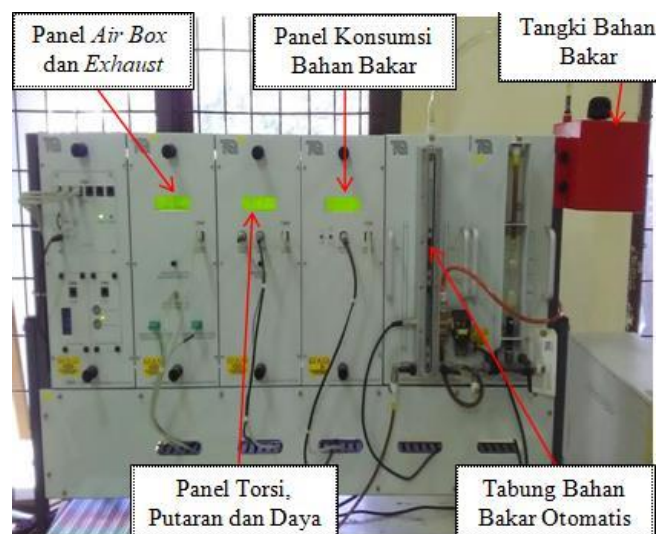 Panel Air Box
dan Exhaust
Panel Konsumsi
Bahan Bakar
Tangki Bahan
Bakar
Panel Torsi,
Putaran dan Daya
Tabung Bahan
Bakar Otomatis